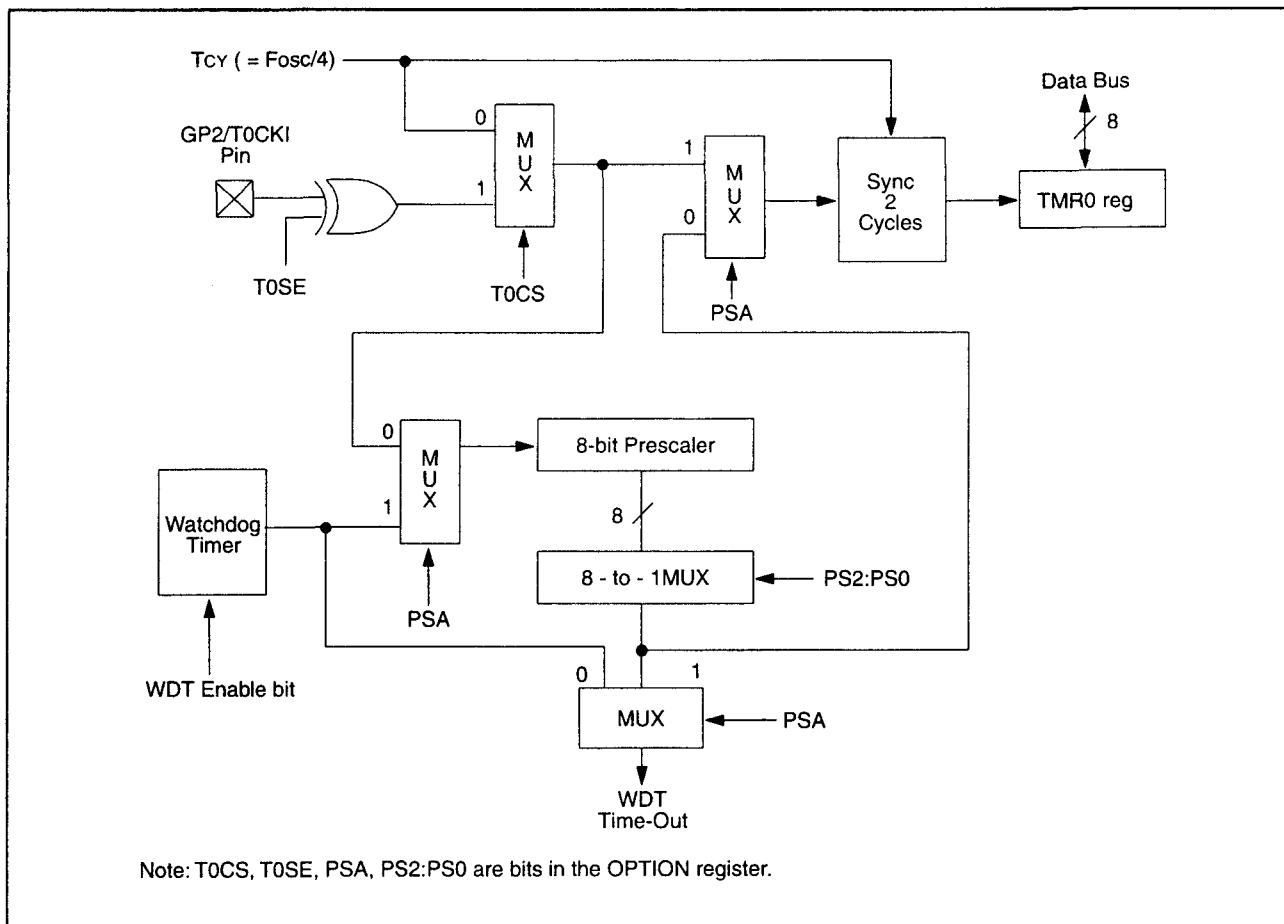 TCY ( = Fosc/4)
Data Bus
8
GP2/T0CKI
Pin
0
1
M
U
X
T0SE
T0CS
1
0
M
U
X
PSA
Sync
2
Cycles
TMR0 reg
0
1
M
U
X
8-bit Prescaler
Watchdog
Timer
8
8 - to - 1MUX
PS2:PS0
PSA
WDT Enable bit
0
1
MUX
PSA
WDT
Time-Out
Note: T0CS, T0SE, PSA, PS2:PS0 are bits in the OPTION register.